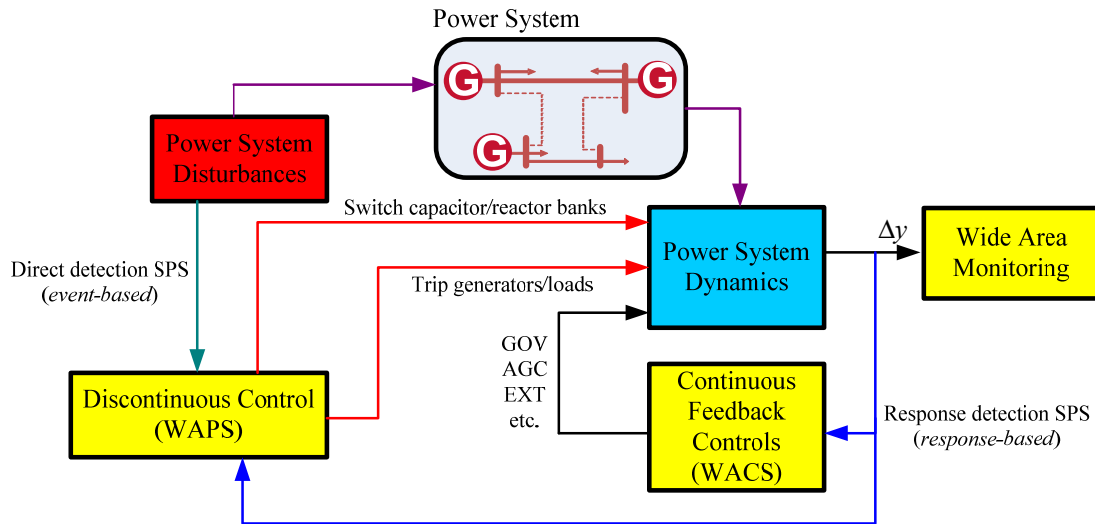 Power System
G
G
G
Power System
Disturbances
Switch capacitor/reactor banks
Power System
Dynamics
Δy
Wide Area
Monitoring
Direct detection SPS
(event-based)
Trip generators/loads
GOV
AGC
EXT
etc.
Discontinuous Control
(WAPS)
Continuous
Feedback
Controls
(WACS)
Response detection SPS
(response-based)